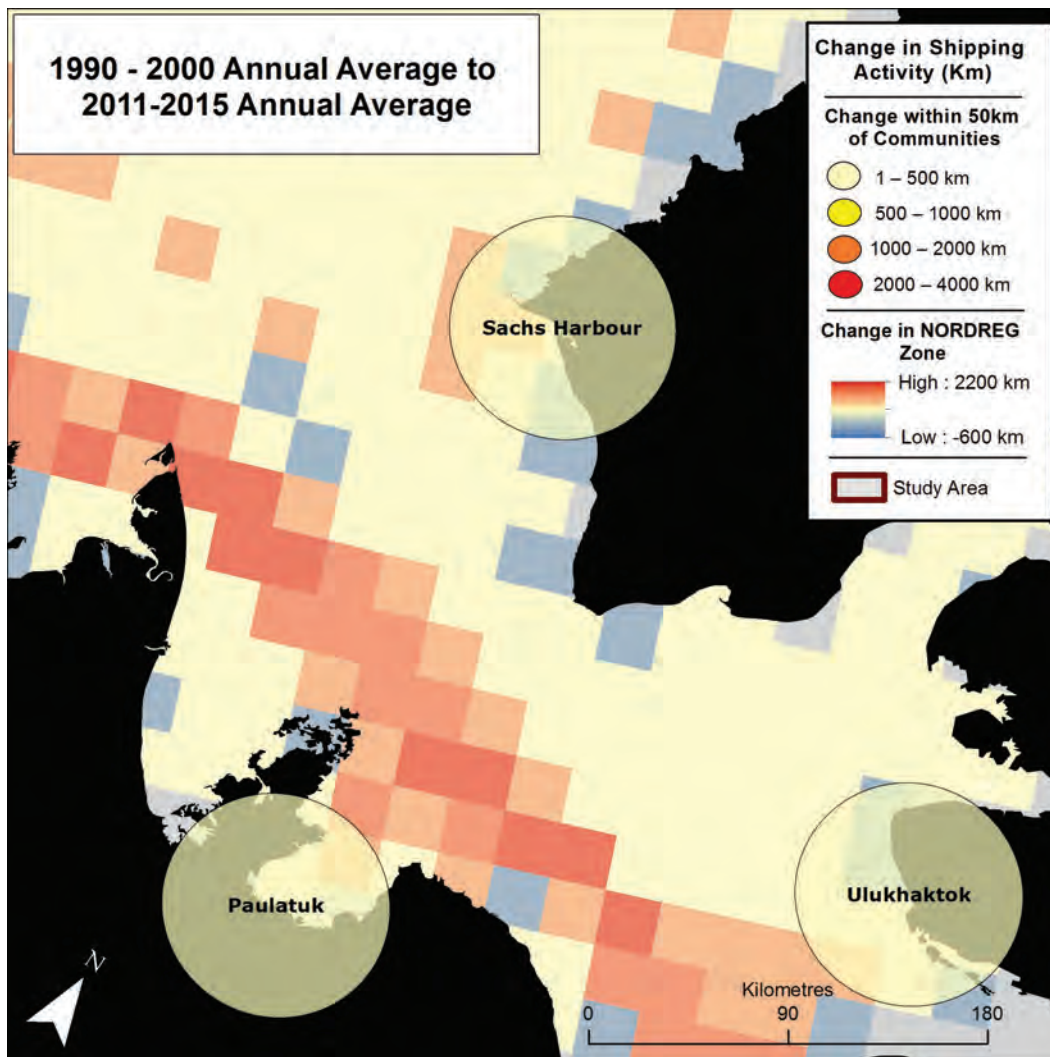 1990 - 2000 Annual Average to
2011-2015 Annual Average
Change in Shipping
Activity (Km)
Change within 50km
of Communities
1 – 500 km
500 – 1000 km
1000 – 2000 km
2000 – 4000 km
Change in NORDREG
Zone
High : 2200 km
Low : -600 km
Study Area
Sachs Harbour
Paulatuk
Ulukhaktok
N
Kilometres
0 90 180